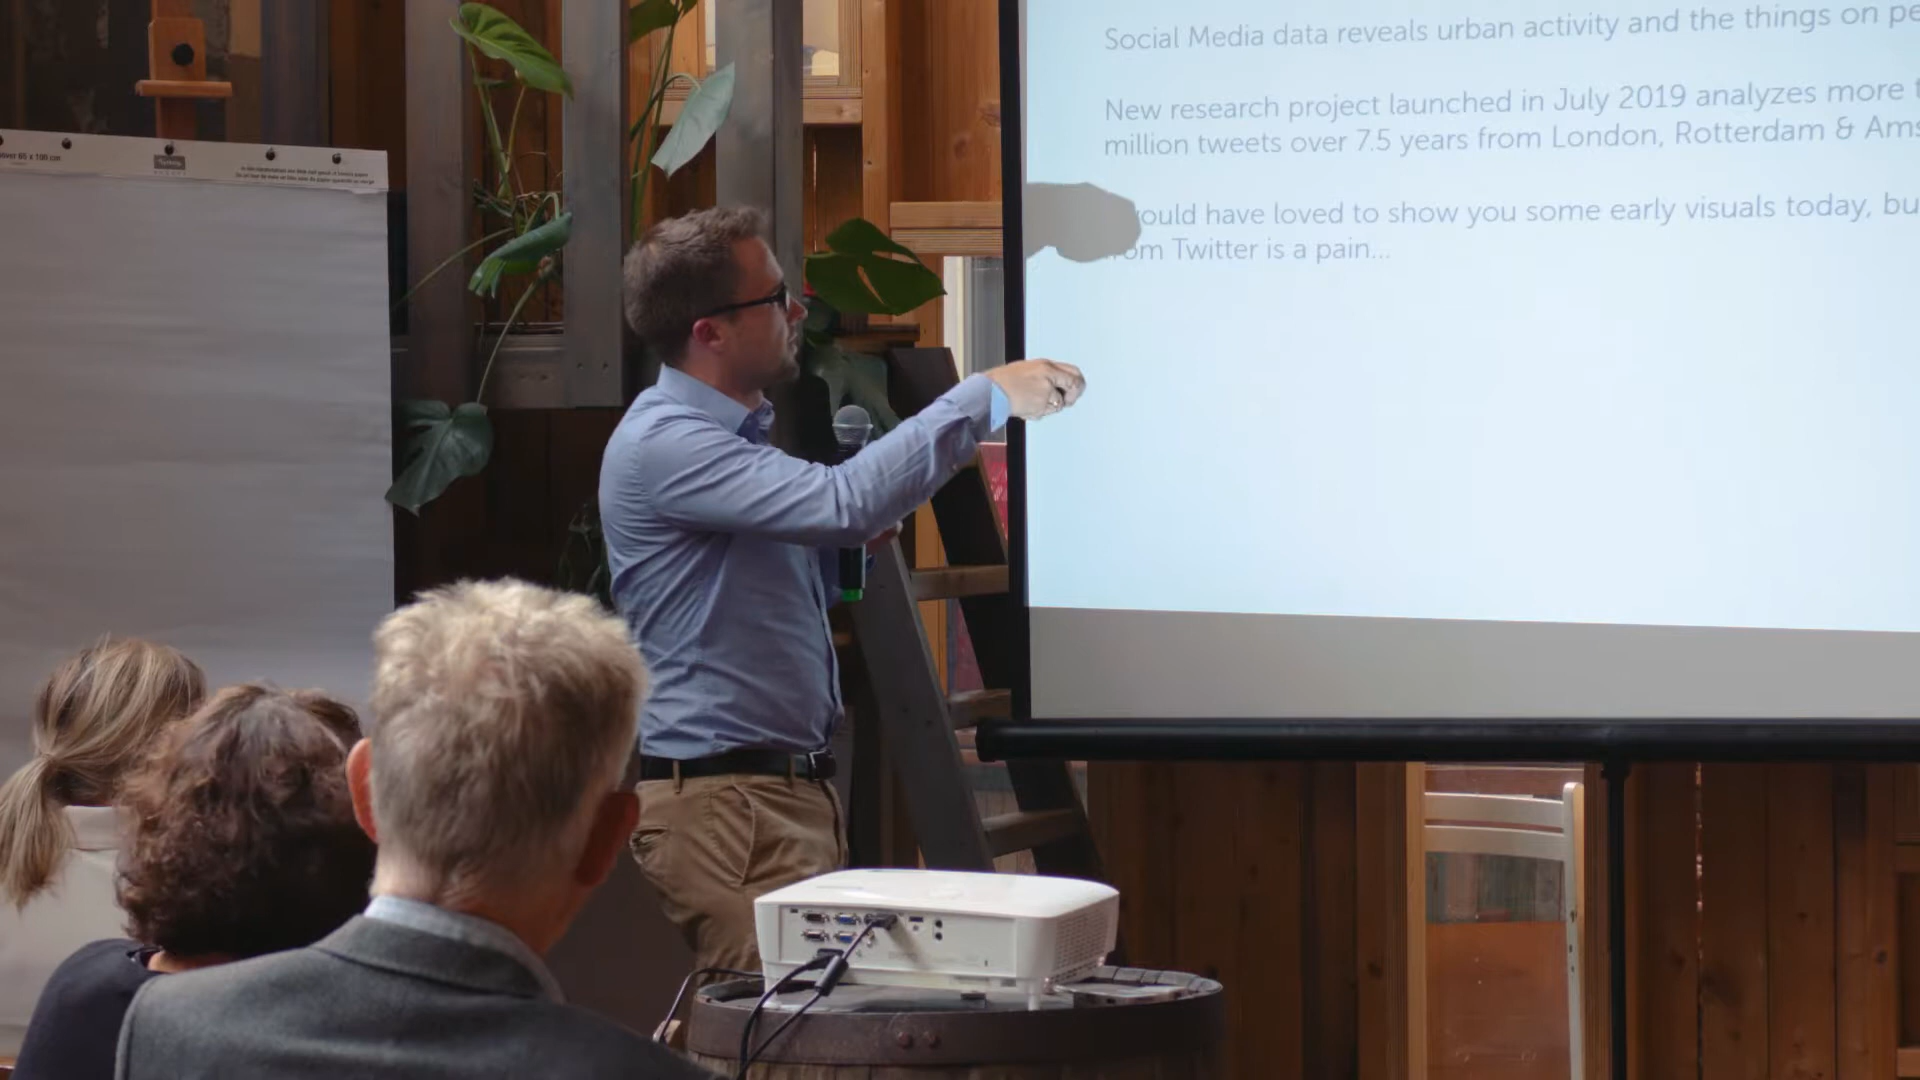 Social Media data reveals urban activity and the things on pe
New research project launched in July 2019 analyzes more t
million tweets over 7.5 years from London, Rotterdam & Ams
ould have loved to show you some early visuals today, bu
om Twitter is a pain...